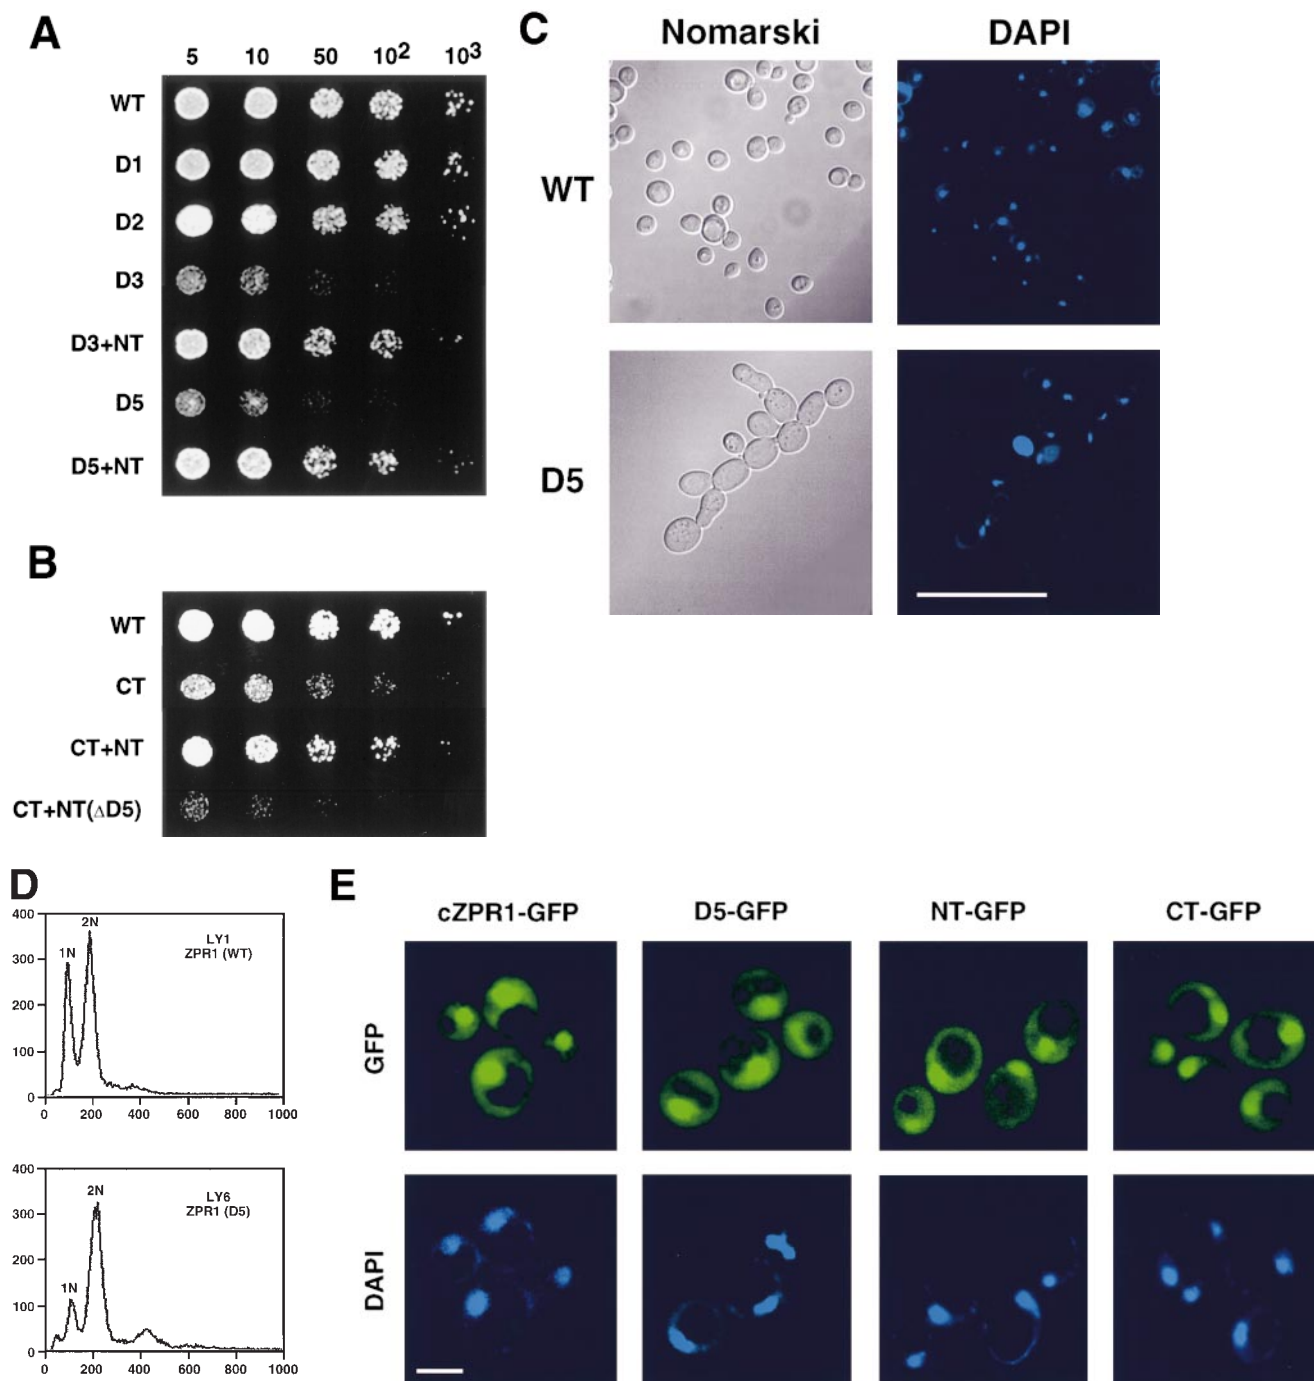 A
5 10 50 10² 10³
WT
D1
D2
D3
D3+NT
D5
D5+NT
B
WT
CT
CT+NT
CT+NT(ΔD5)
C
Nomarski DAPI
WT
D5
D
400
300
200
100
0
0 200 400 600 800 1000
1N
2N
LY1
ZPR1 (WT)
400
300
200
100
0
0 200 400 600 800 1000
1N
2N
LY6
ZPR1 (D5)
E
cZPR1-GFP D5-GFP NT-GFP CT-GFP
GFP
DAPI